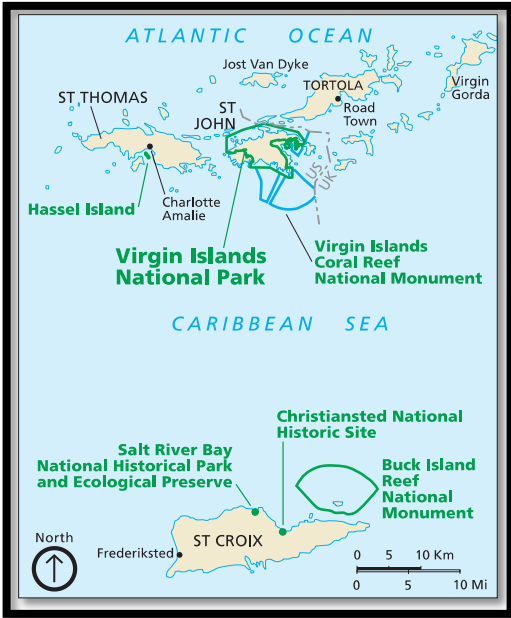 ATLANTIC OCEAN
Jost Van Dyke
TORTOLA
Virgin
Gorda
Road
Town
ST THOMAS
ST
JOHN
US
UK
Hassel Island
Charlotte
Amalie
Virgin Islands
National Park
Virgin Islands
Coral Reef
National Monument
CARIBBEAN SEA
Christiansted National
Historic Site
Salt River Bay
National Historical Park
and Ecological Preserve
Buck Island
Reef
National
Monument
North
Frederiksted
ST CROIX
0 5 10 Km
0 5 10 Mi